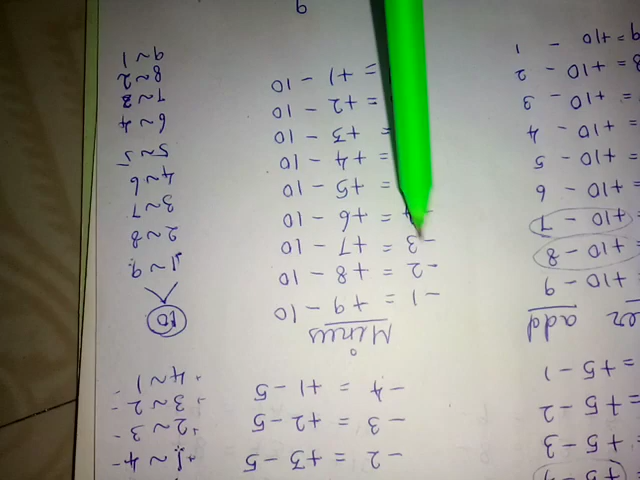 +5 - 4
= +5 - 3
= +5 - 2
= +5 - 1
add
= +10 - 9
= +10 - 8
= +10 - 7
= +10 - 6
= +10 - 5
= +10 - 4
= +10 - 3
= +10 - 2
9 = +10 - 1
-2 = +3 - 5
-3 = +2 - 5
-4 = +1 - 5
Minus
-1 = +9 - 10
-2 = +8 - 10
-3 = +7 - 10
= +6 - 10
= +5 - 10
= +4 - 10
= +3 - 10
= +2 - 10
= +1 - 10
9
1 ~ 4
2 ~ 3
3 ~ 2
4 ~ 1
10
1 ~ 9
2 ~ 8
3 ~ 7
4 ~ 6
5 ~ 5
6 ~ 4
7 ~ 3
8 ~ 2
9 ~ 1